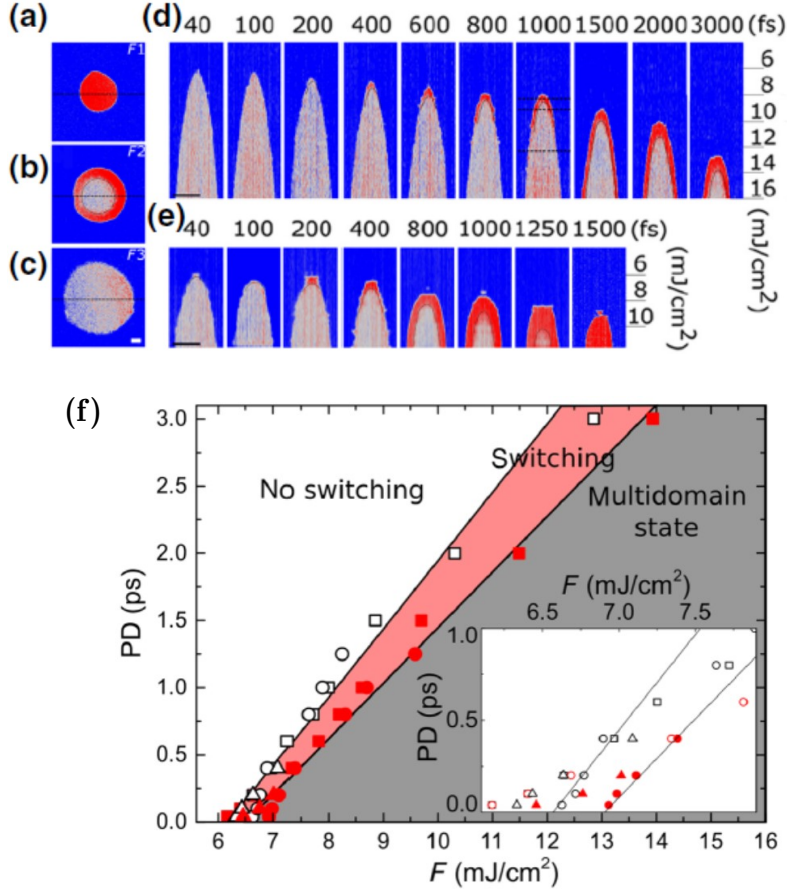 (a)
F1
(b)
F2
(c)
F3
(d)
40 100 200 400 600 800 1000 1500 2000 3000 (fs)
6
8
10
12
14
16
(mJ/cm²)
(e)
40 100 200 400 800 1000 1250 1500 (fs)
6
8
10
(mJ/cm²)
(f)
3.0
2.5
2.0
1.5
1.0
0.5
0.0
PD (ps)
No switching
Switching
Multidomain
state
F (mJ/cm²)
6.5 7.0 7.5
1.0
0.5
0.0
PD (ps)
6 7 8 9 10 11 12 13 14 15 16
F (mJ/cm²)